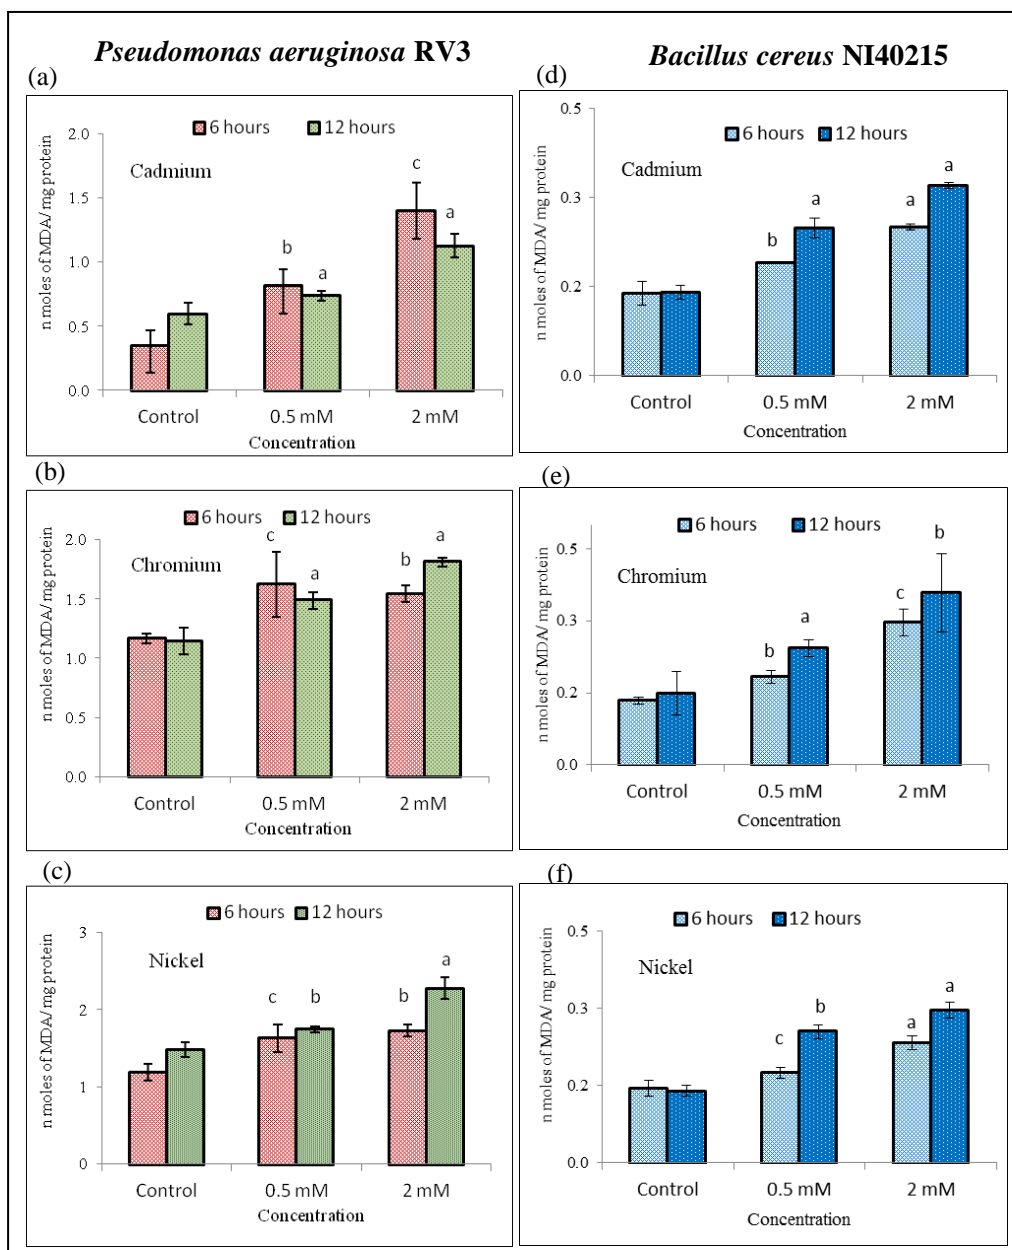 Pseudomonas aeruginosa RV3
Bacillus cereus NI40215
(a)
n moles of MDA/ mg protein
6 hours 12 hours
Cadmium
2.0
1.5
1.0
0.5
0.0
b
a
c
a
Control 0.5 mM 2 mM
Concentration
(d)
n moles of MDA/ mg protein
6 hours 12 hours
Cadmium
0.5
0.3
0.2
0.0
b
a
a
a
Control 0.5 mM 2 mM
Concentration
(b)
n moles of MDA/ mg protein
6 hours 12 hours
Chromium
2.0
1.5
1.0
0.5
0.0
c
a
b
a
Control 0.5 mM 2 mM
Concentration
(e)
n moles of MDA/ mg protein
6 hours 12 hours
Chromium
0.5
0.3
0.2
0.0
b
a
c
b
Control 0.5 mM 2 mM
Concentration
(c)
n moles of MDA/ mg protein
6 hours 12 hours
Nickel
3
2
1
0
c
b
b
a
Control 0.5 mM 2 mM
Concentration
(f)
n moles of MDA/ mg protein
6 hours 12 hours
Nickel
0.5
0.3
0.2
0.0
c
b
a
a
Control 0.5 mM 2 mM
Concentration